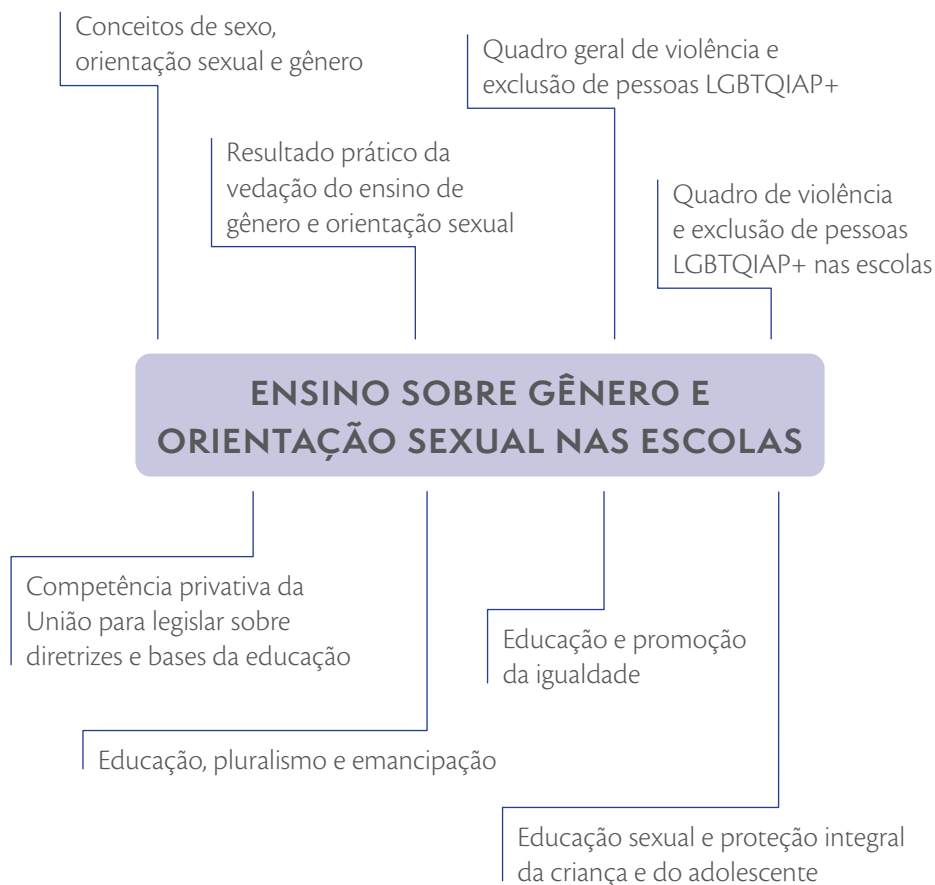 Conceitos de sexo,
orientação sexual e gênero
Quadro geral de violência e
exclusão de pessoas LGBTQIAP+
Resultado prático da
vedação do ensino de
gênero e orientação sexual
Quadro de violência
e exclusão de pessoas
LGBTQIAP+ nas escolas
ENSINO SOBRE GÊNERO E
ORIENTAÇÃO SEXUAL NAS ESCOLAS
Competência privativa da
União para legislar sobre
diretrizes e bases da educação
Educação e promoção
da igualdade
Educação, pluralismo e emancipação
Educação sexual e proteção integral
da criança e do adolescente